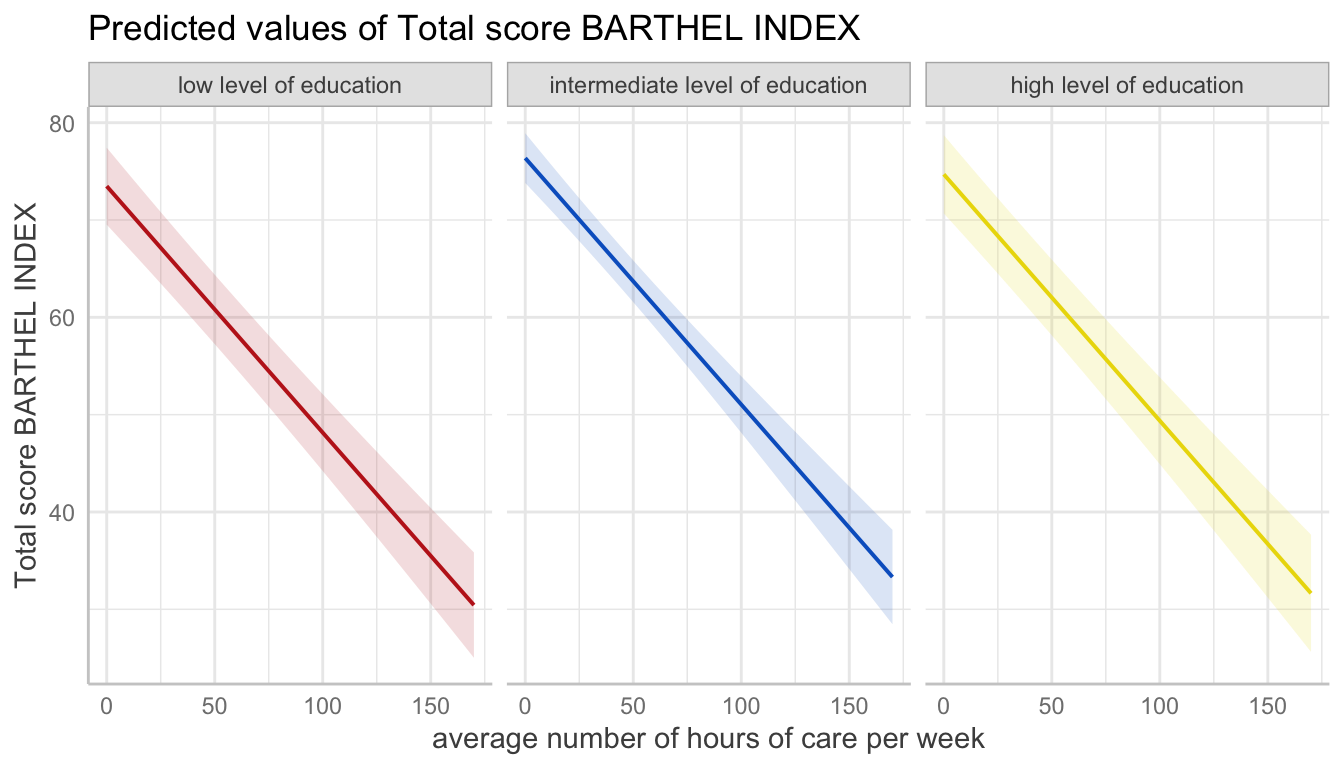 Predicted values of Total score BARTHEL INDEX
low level of education
intermediate level of education
high level of education
Total score BARTHEL INDEX
80
60
40
0 50 100 150
0 50 100 150
0 50 100 150
average number of hours of care per week